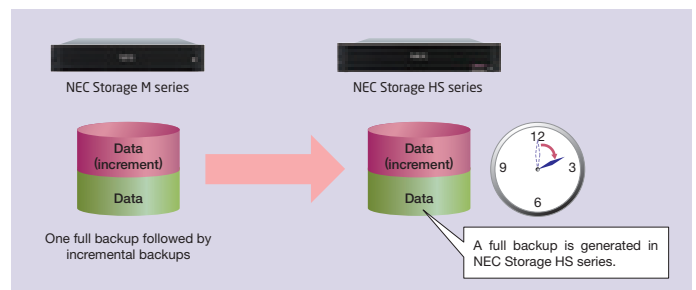 NEC Storage M series
NEC Storage HS series
Data
(increment)
Data
One full backup followed by
incremental backups
Data
(increment)
Data
12
3
6
9
A full backup is generated in
NEC Storage HS series.